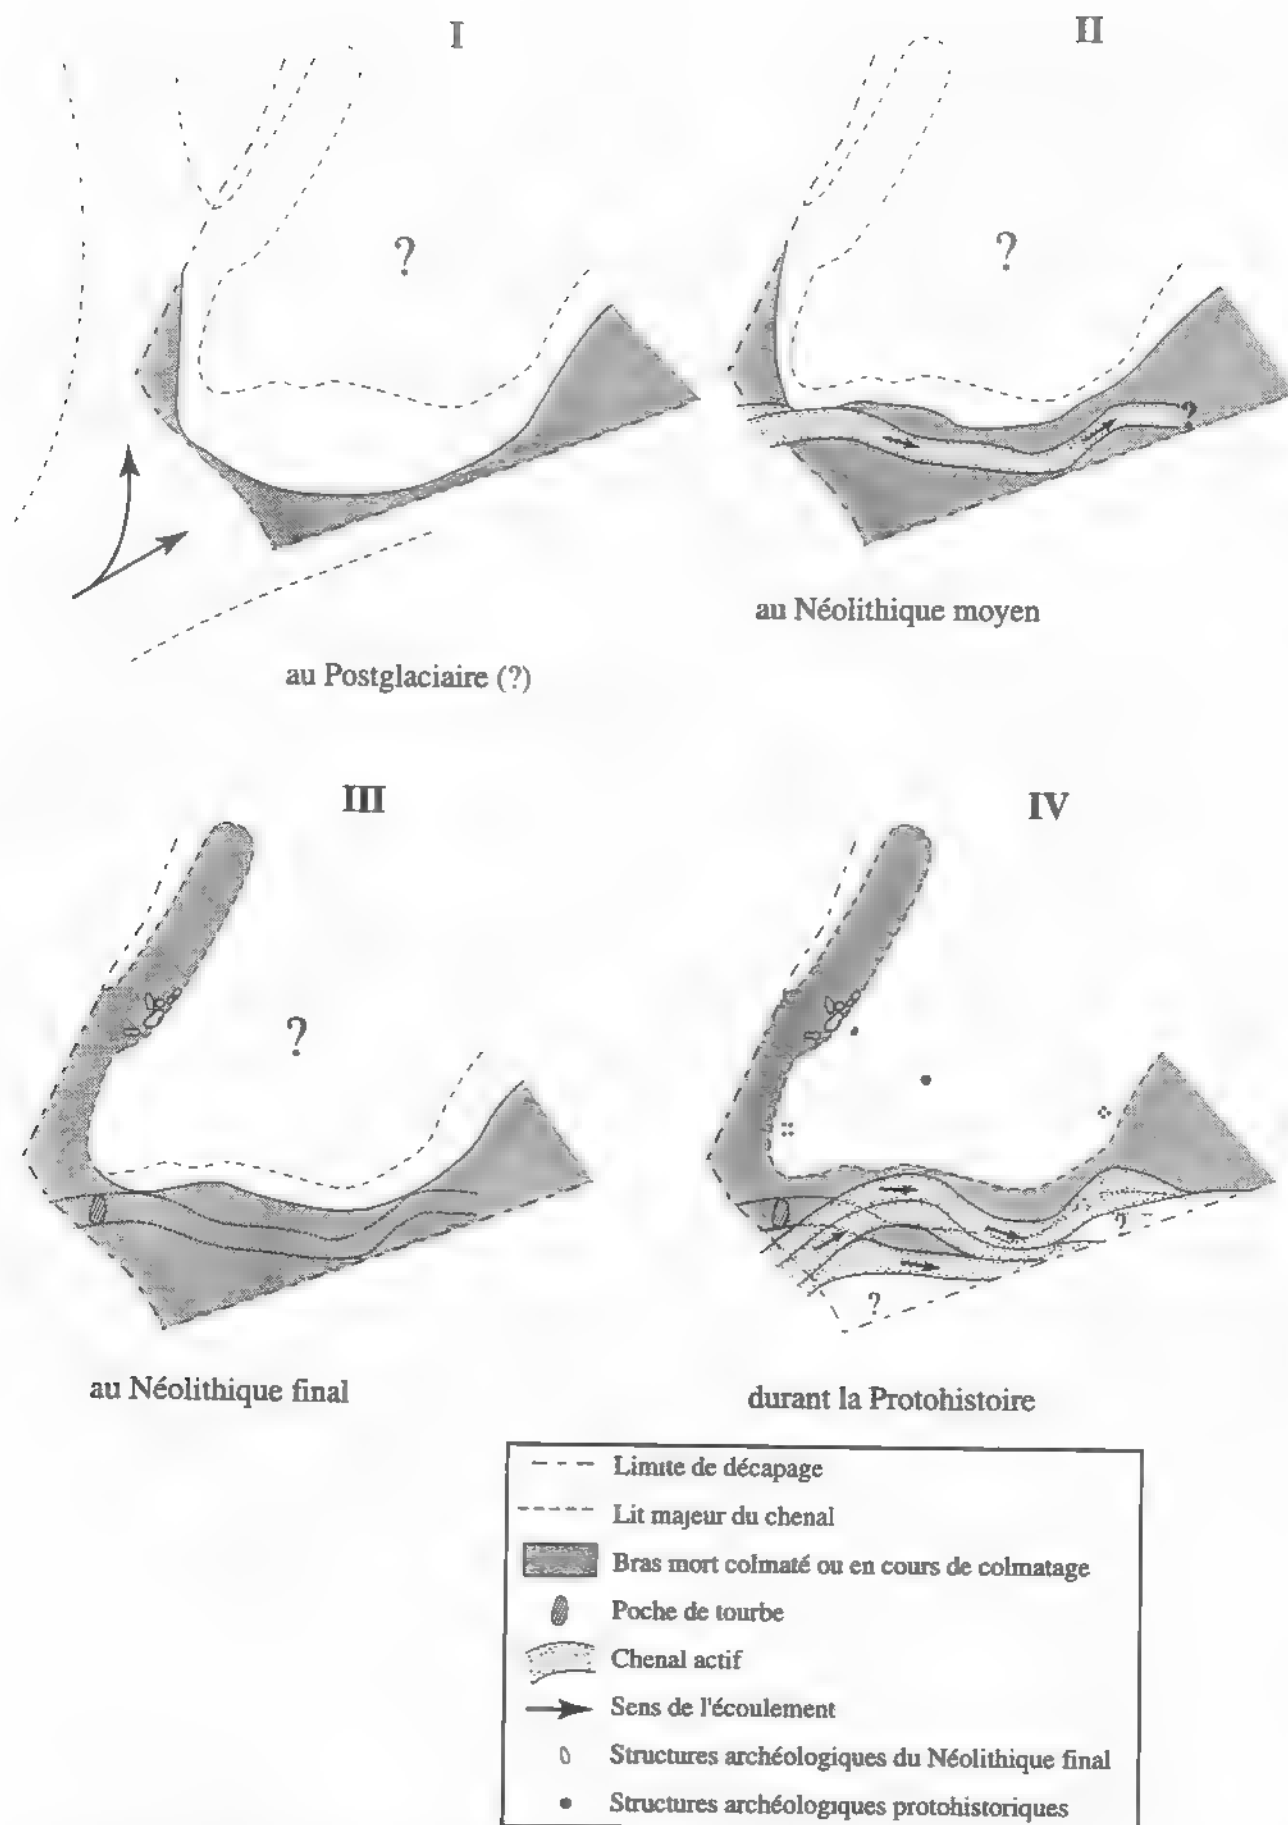 I
II
?
?
?
au Néolithique moyen
au Postglaciaire (?)
III
IV
?
?
?
au Néolithique final
durant la Protohistoire
Limite de décapage
Lit majeur du chenal
Bras mort colmaté ou en cours de colmatage
Poche de tourbe
Chenal actif
Sens de l'écoulement
Structures archéologiques du Néolithique final
Structures archéologiques protohistoriques